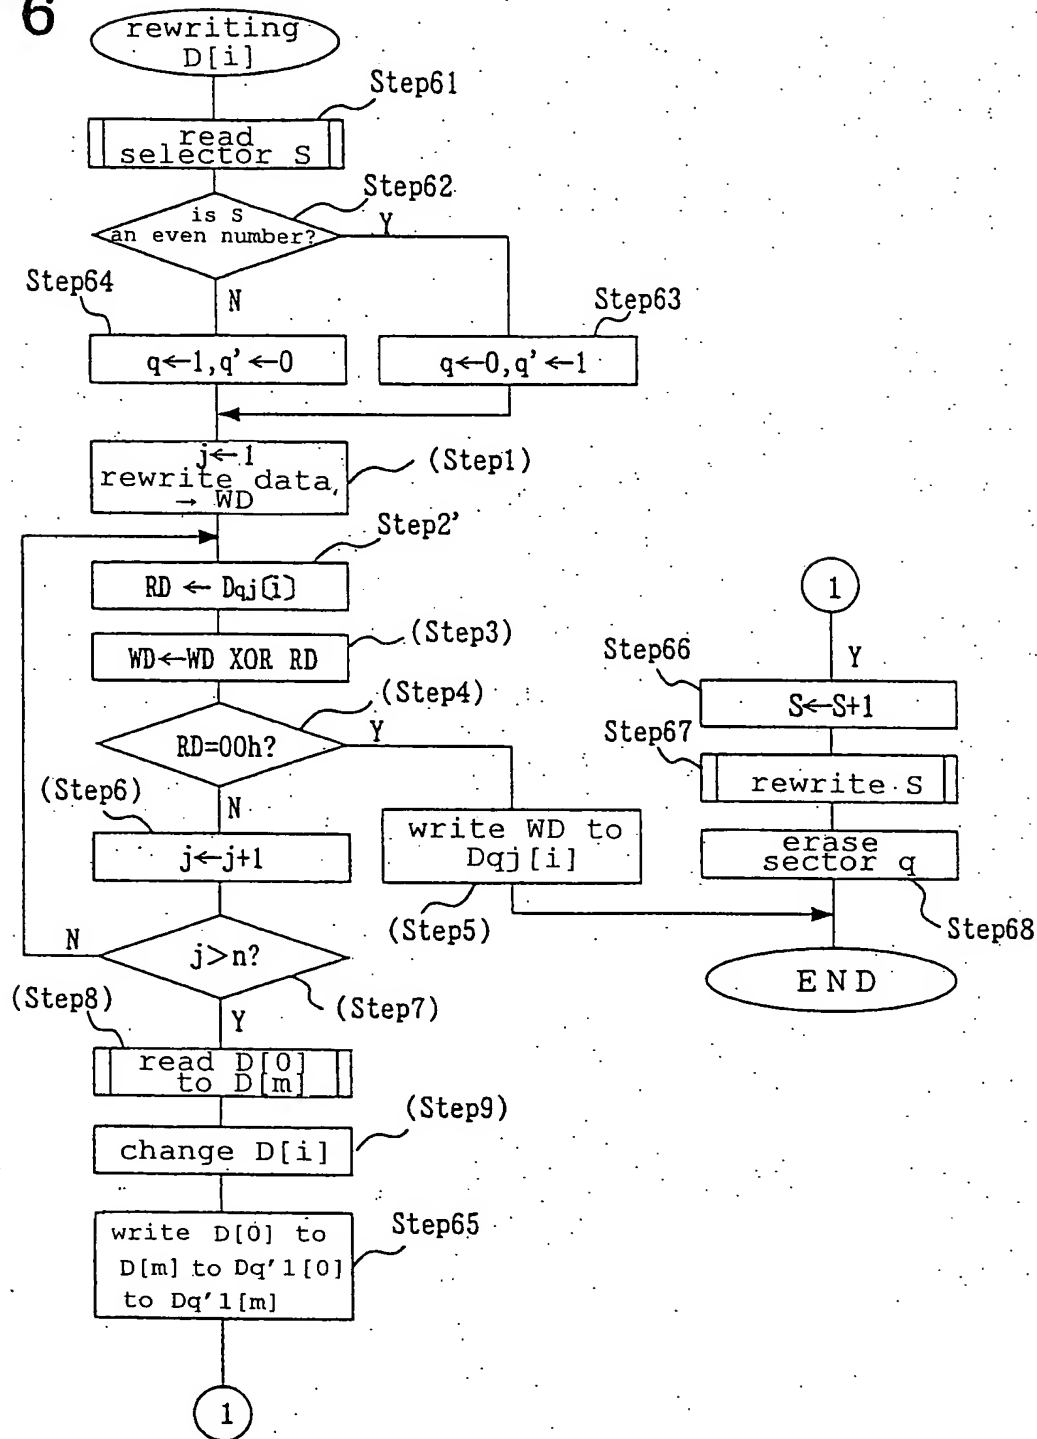 6
rewriting
D[i]
Step61
read
selector S
Step62
is S
an even number?
Y
Step64
N
Step63
q←1,q'←0
q←0,q'←1
j←1
rewrite data
→ WD
(Step1)
Step2'
RD ← Dqj[i]
(Step3)
WD←WD XOR RD
(Step4)
RD=00h?
Y
(Step6)
N
j←j+1
write WD to
Dqj[i]
(Step5)
N
j>n?
(Step7)
(Step8)
Y
read D[0]
to D[m]
(Step9)
change D[i]
Step65
write D[0] to
D[m] to Dq'1[0]
to Dq'1[m]
1
1
Y
Step66
S←S+1
Step67
rewrite S
erase
sector q
Step68
END